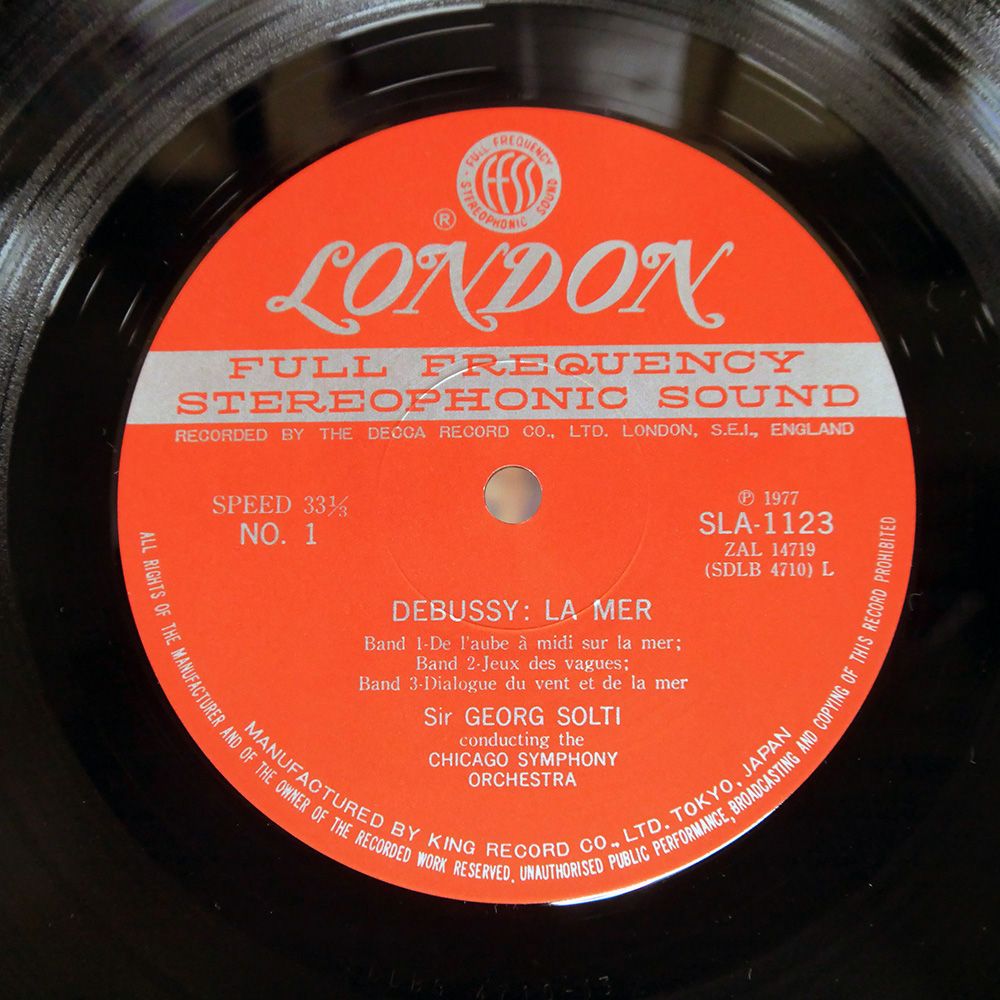 FULL FREQUENCY
STEREOPHONIC SOUND
FFSS
®
LONDON
FULL FREQUENCY
STEREOPHONIC SOUND
RECORDED BY THE DECCA RECORD CO., LTD. LONDON, S.E.I., ENGLAND
SPEED 33⅓
NO. 1
℗ 1977
SLA-1123
ZAL 14719
(SDLB 4710) L
DEBUSSY: LA MER
Band 1-De l'aube à midi sur la mer;
Band 2-Jeux des vagues;
Band 3-Dialogue du vent et de la mer
Sir GEORG SOLTI
conducting the
CHICAGO SYMPHONY
ORCHESTRA
MANUFACTURED BY KING RECORD CO., LTD. TOKYO, JAPAN
ALL RIGHTS OF THE MANUFACTURER AND OF THE OWNER OF THE RECORDED WORK RESERVED. UNAUTHORISED PUBLIC PERFORMANCE, BROADCASTING AND COPYING OF THIS RECORD PROHIBITED